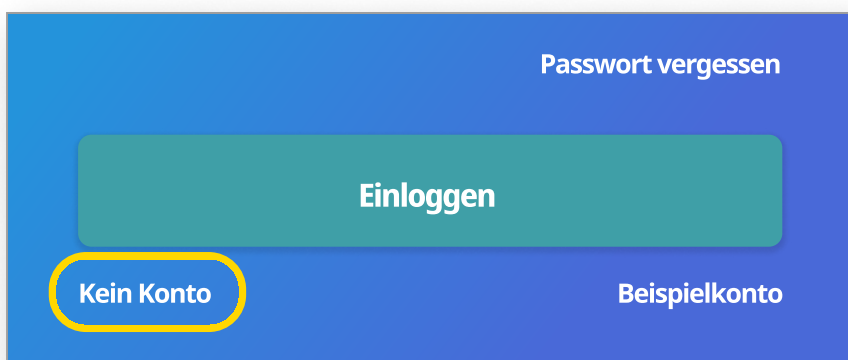 Passwort vergessen
Einloggen
Kein Konto
Beispielkonto